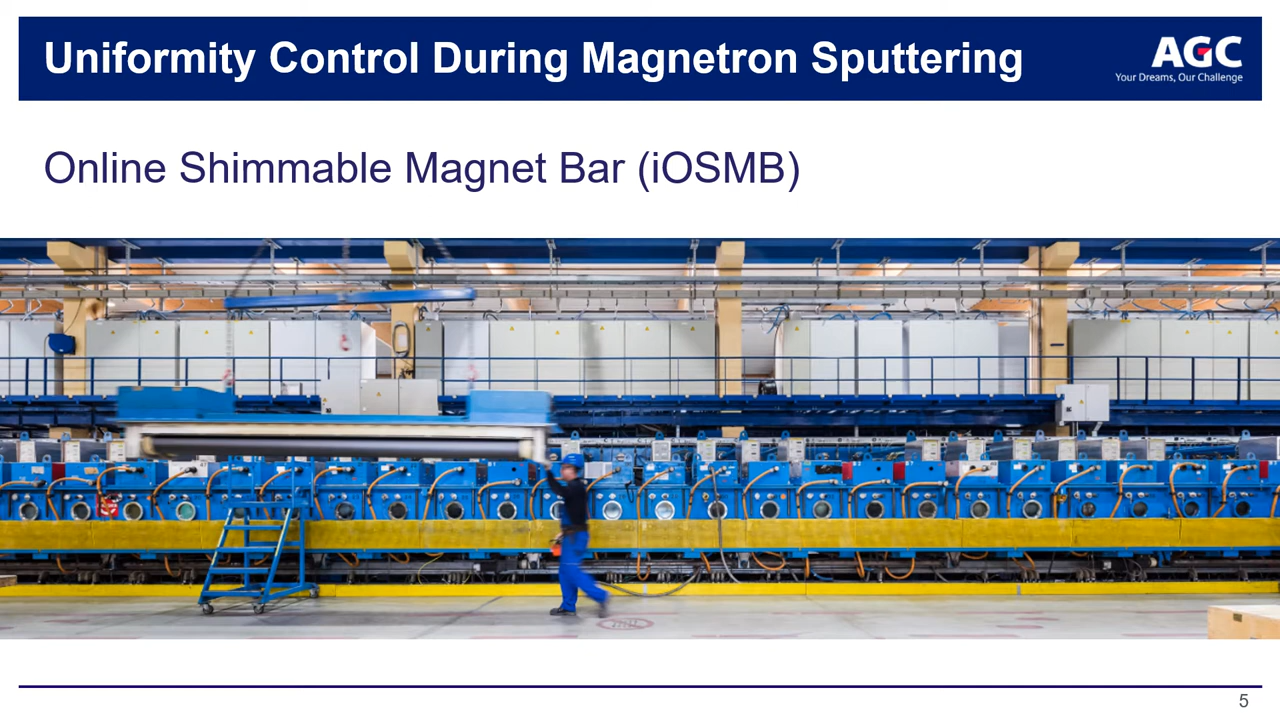 Uniformity Control During Magnetron Sputtering
AGC
Your Dreams, Our Challenge
Online Shimmable Magnet Bar (iOSMB)
5